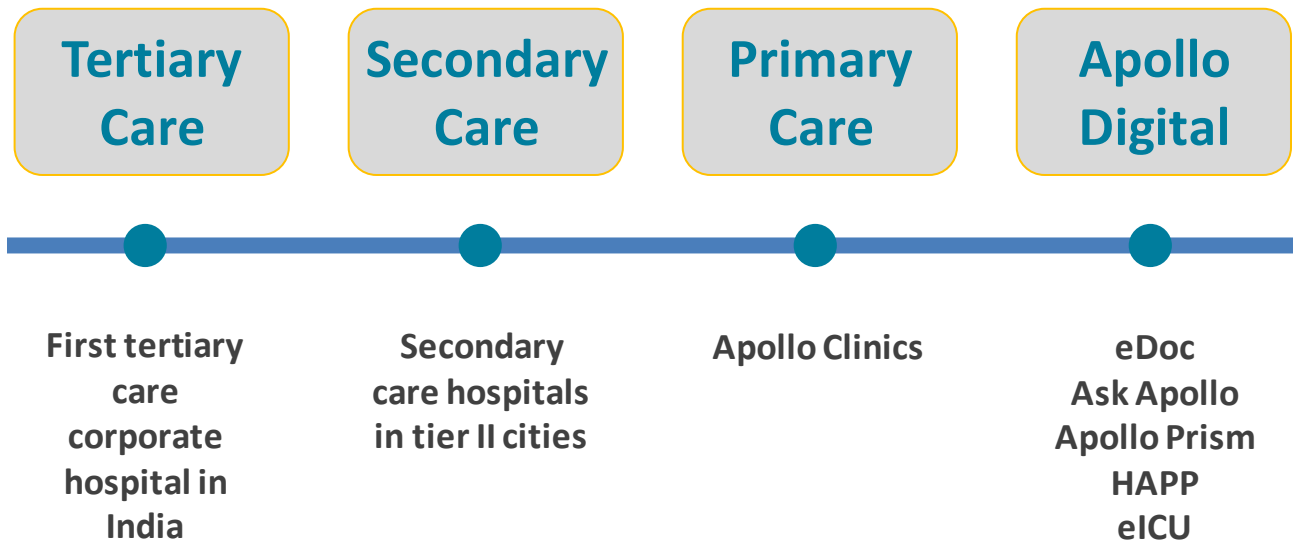 Tertiary
Care
Secondary
Care
Primary
Care
Apollo
Digital
First tertiary
care
corporate
hospital in
India
Secondary
care hospitals
in tier II cities
Apollo Clinics
eDoc
Ask Apollo
Apollo Prism
HAPP
eICU